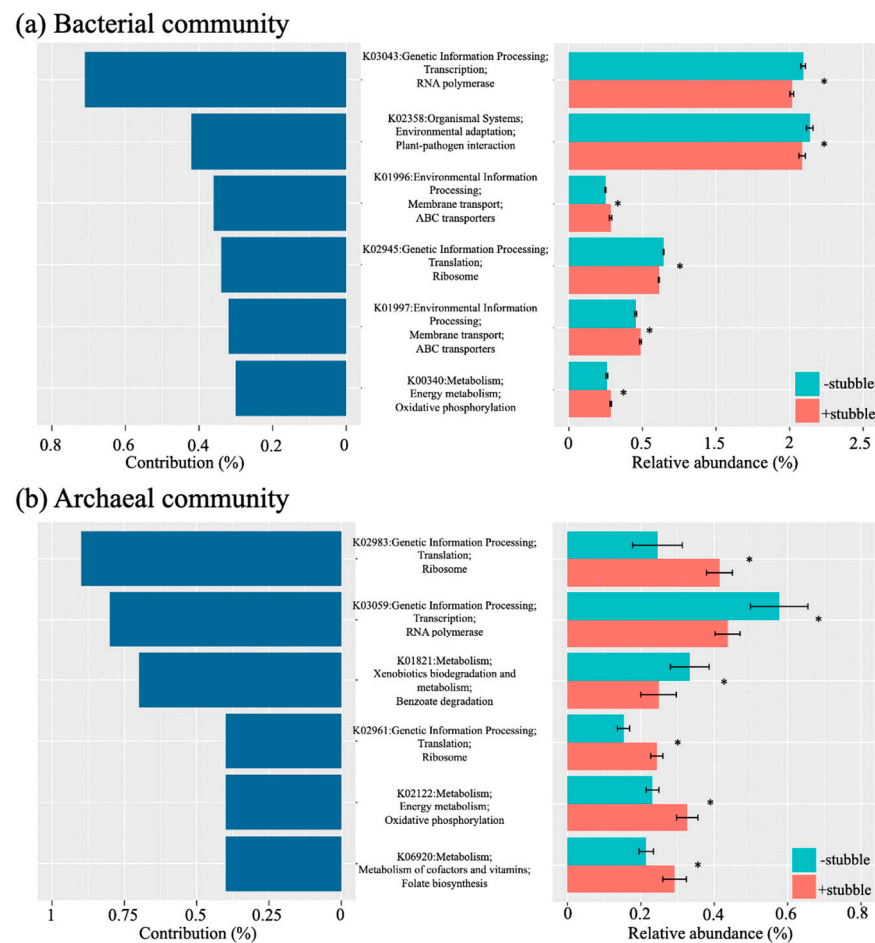 (a) Bacterial community
K03043:Genetic Information Processing;
Transcription;
RNA polymerase
*
K02358:Organismal Systems;
Environmental adaptation;
Plant-pathogen interaction
*
K01996:Environmental Information
Processing;
Membrane transport;
ABC transporters
*
K02945:Genetic Information Processing;
Translation;
Ribosome
*
K01997:Environmental Information
Processing;
Membrane transport;
ABC transporters
*
K00340:Metabolism;
Energy metabolism;
Oxidative phosphorylation
*
-stubble
+stubble
0.8 0.6 0.4 0.2 0
Contribution (%)
0 0.5 1.5 2 2.5
Relative abundance (%)
(b) Archaeal community
K02983:Genetic Information Processing;
Translation;
Ribosome
*
K03059:Genetic Information Processing;
Transcription;
RNA polymerase
*
K01821:Metabolism;
Xenobiotics biodegradation and
metabolism;
Benzoate degradation
*
K02961:Genetic Information Processing;
Translation;
Ribosome
*
K02122:Metabolism;
Energy metabolism;
Oxidative phosphorylation
*
K06920:Metabolism;
Metabolism of cofactors and vitamins;
Folate biosynthesis
*
-stubble
+stubble
1 0.75 0.25 0
Contribution (%)
0 0.2 0.4 0.6 0.8
Relative abundance (%)